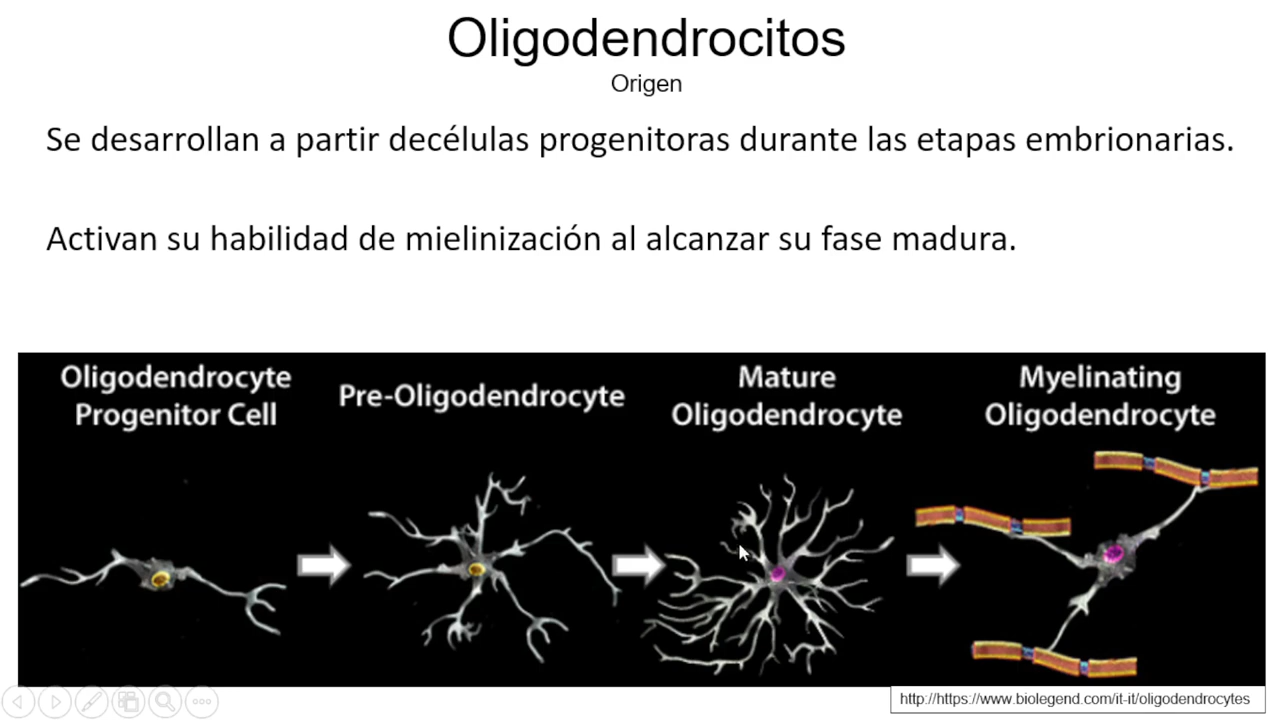 Oligodendrocitos
Origen
Se desarrollan a partir decélulas progenitoras durante las etapas embrionarias.
Activan su habilidad de mielinización al alcanzar su fase madura.
Oligodendrocyte
Progenitor Cell
Pre-Oligodendrocyte
Mature
Oligodendrocyte
Myelinating
Oligodendrocyte
http://https://www.biolegend.com/it-it/oligodendrocytes